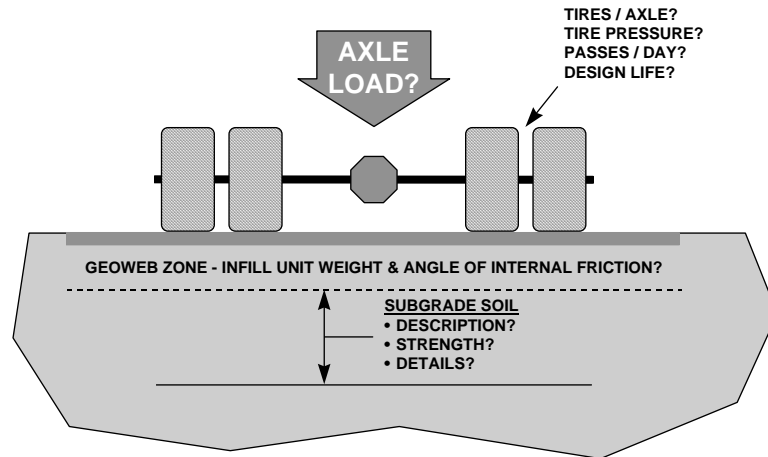 TIRES / AXLE?
TIRE PRESSURE?
PASSES / DAY?
DESIGN LIFE?
AXLE
LOAD?
GEOWEB ZONE - INFILL UNIT WEIGHT & ANGLE OF INTERNAL FRICTION?
SUBGRADE SOIL
• DESCRIPTION?
• STRENGTH?
• DETAILS?